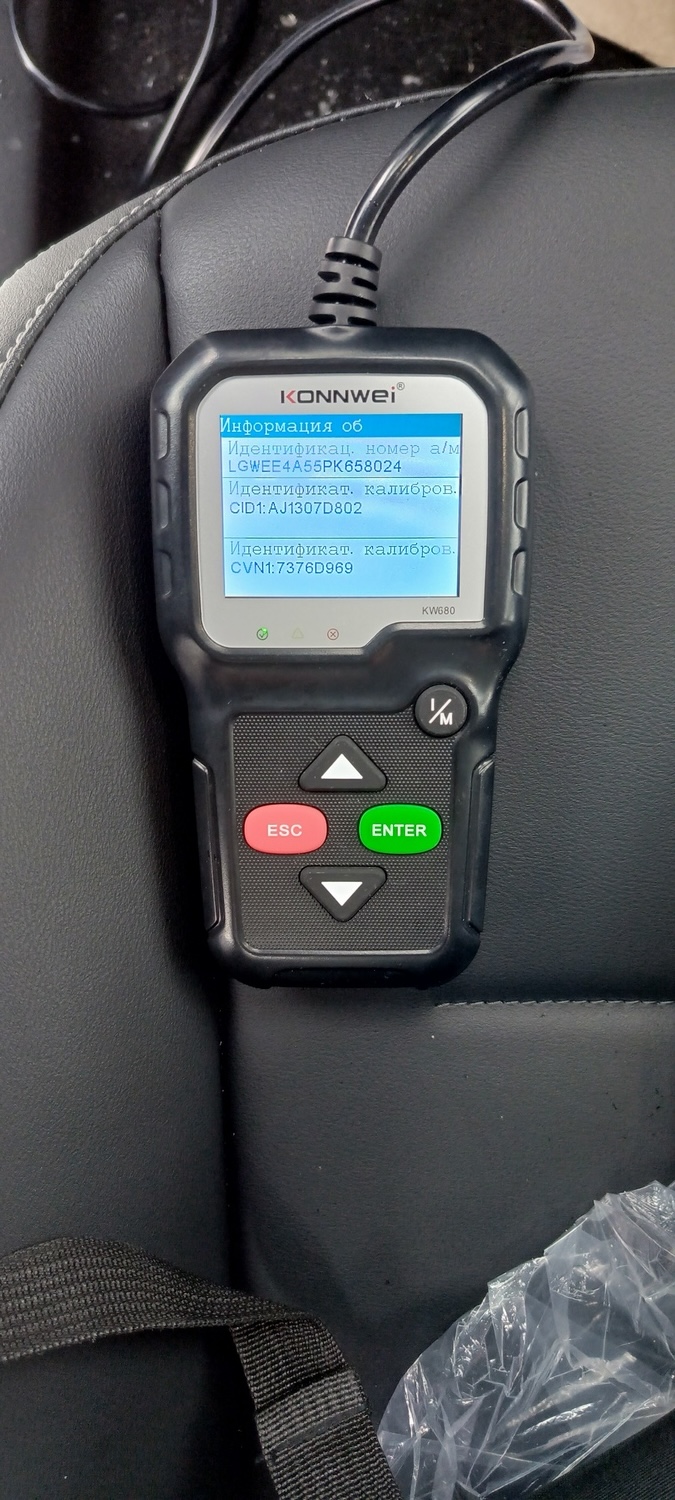 KONNWEI®
Информация об
Идентификац. номер а/м
LGWEE4A55PK658024
Идентификат. калибров.
CID1:AJ1307D802
Идентификат. калибров.
CVN1:7376D969
KW680
I/M
ESC
ENTER